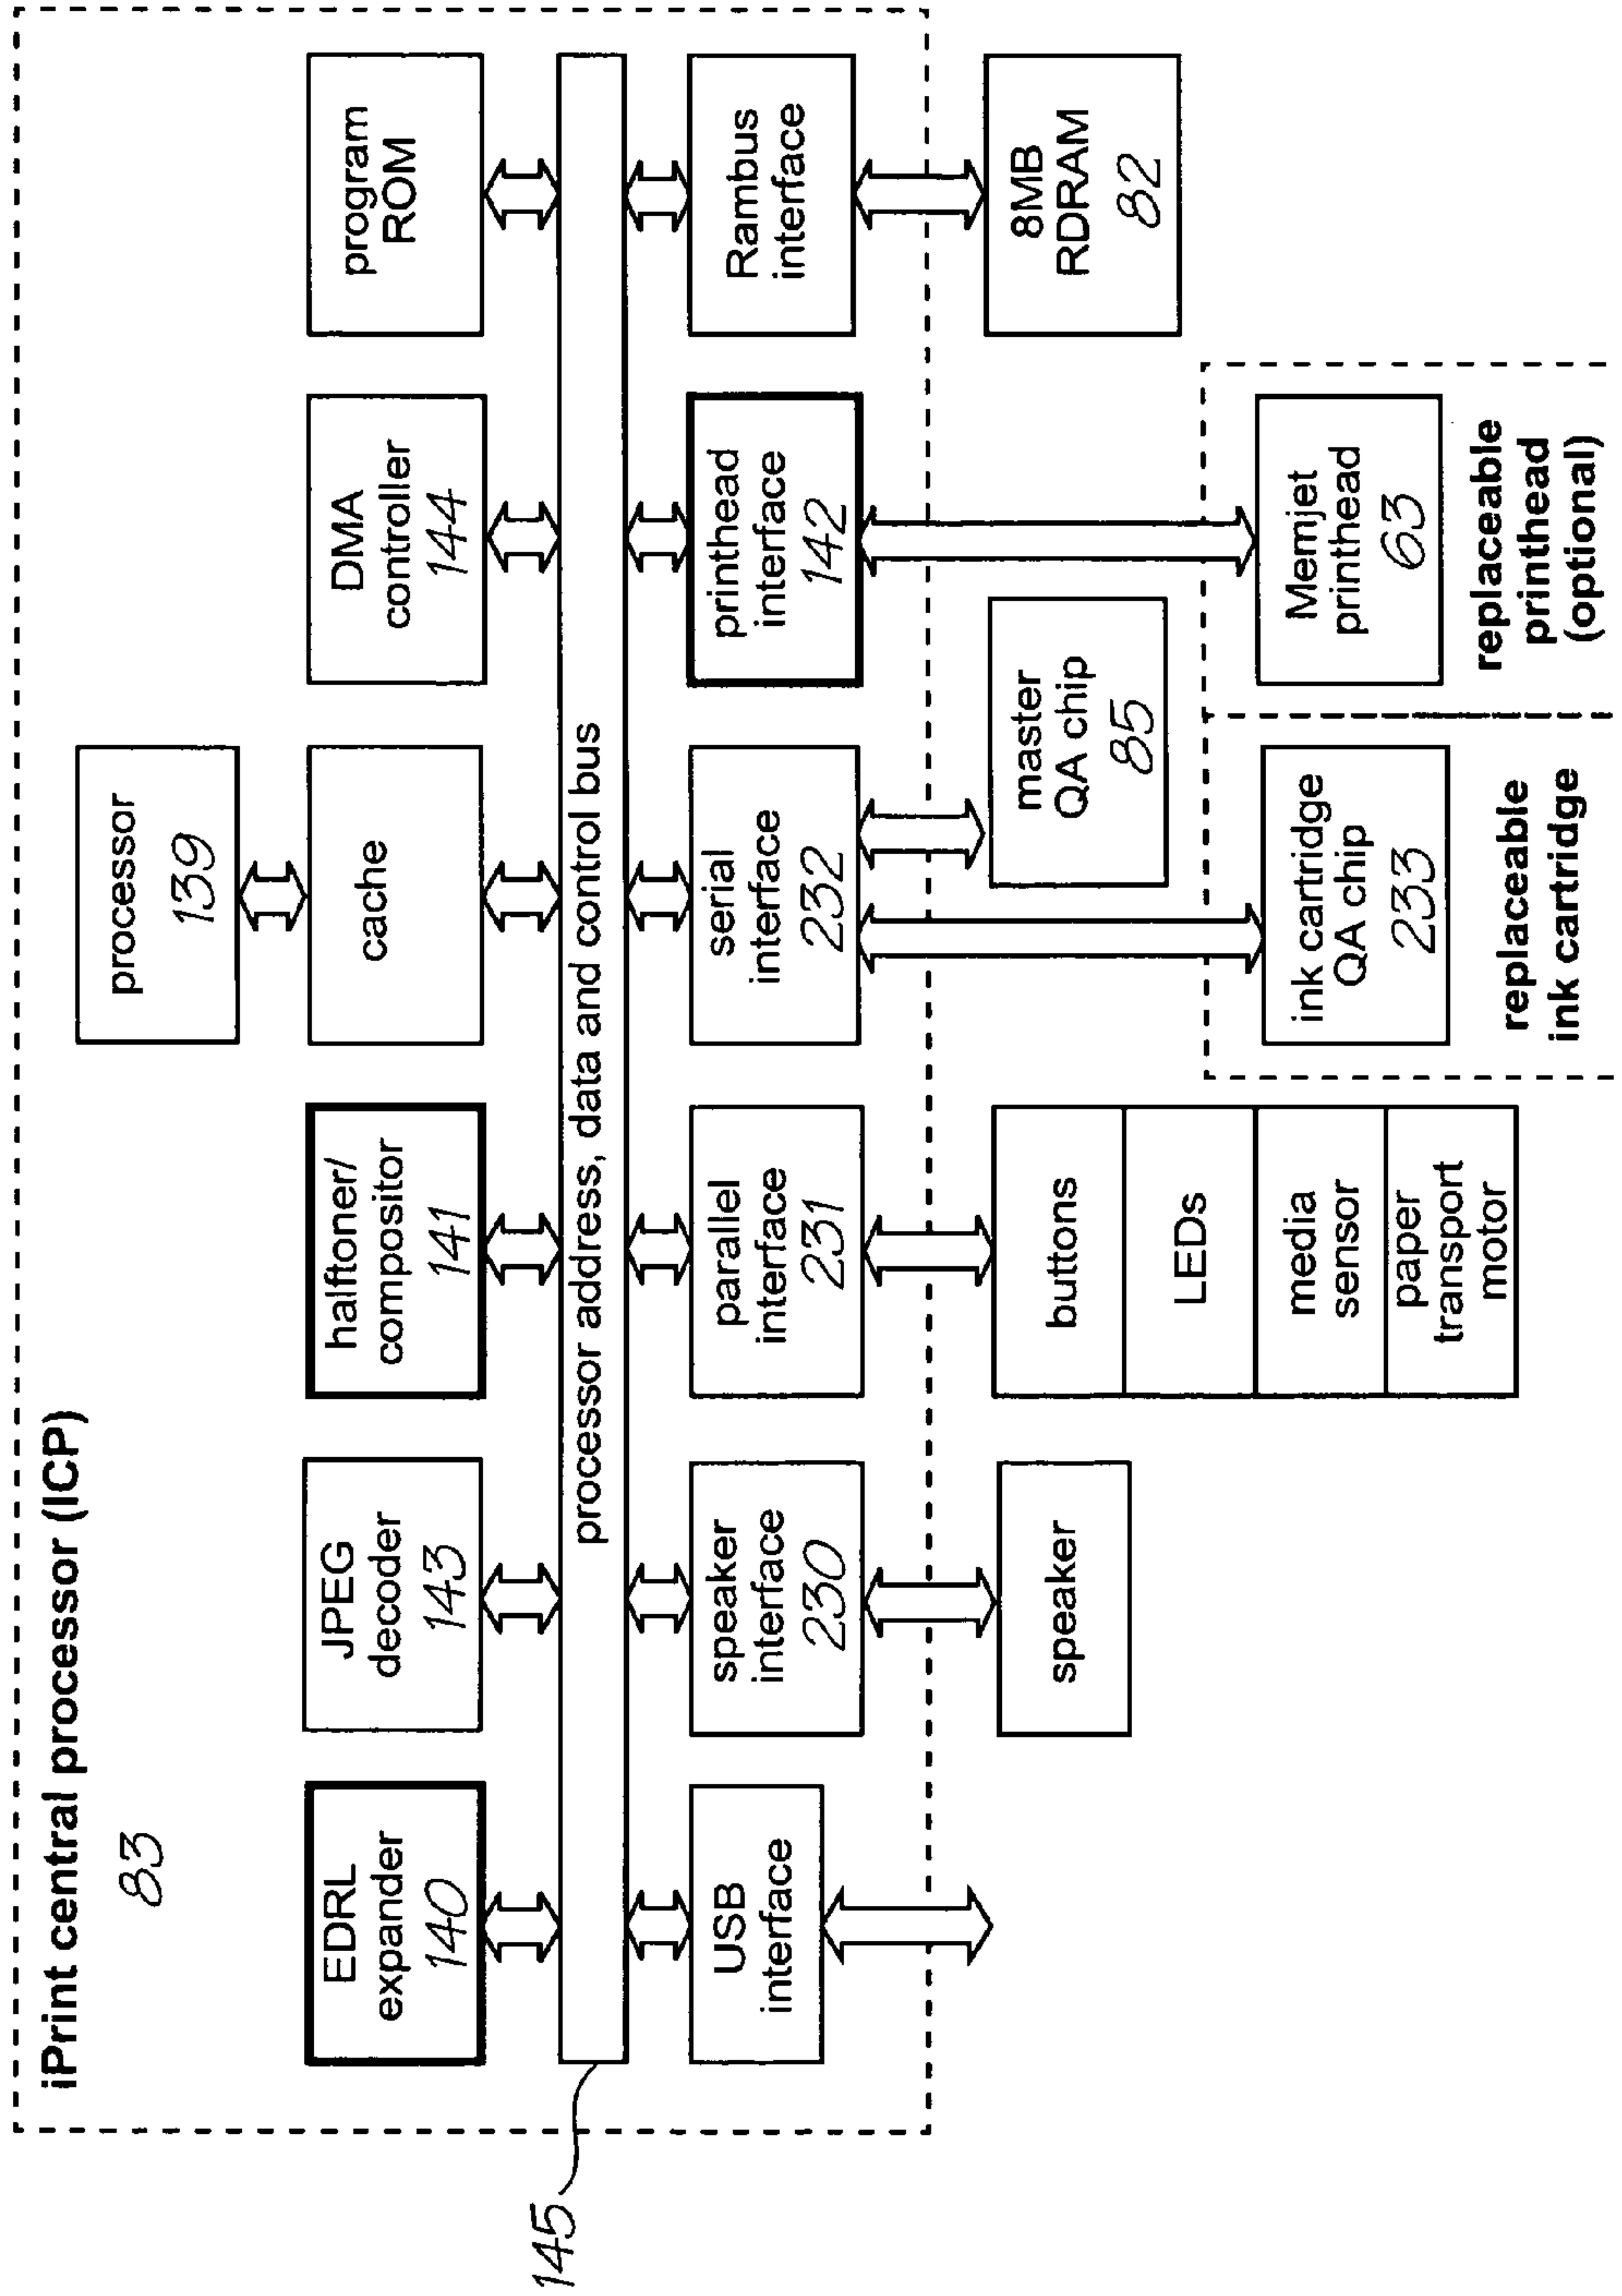 iPrint central processor (ICP)
83
processor
139
EDRL
expander
140
JPEG
decoder
143
halftoner/
compositor
141
cache
DMA
controller
144
program
ROM
145
processor address, data and control bus
USB
interface
speaker
interface
230
parallel
interface
231
serial
interface
232
printhead
interface
142
Rambus
interface
speaker
buttons
LEDs
media
sensor
paper
transport
motor
master
QA chip
85
8MB
RDRAM
82
ink cartridge
QA chip
233
replaceable
ink cartridge
Memjet
printhead
63
replaceable
printhead
(optional)